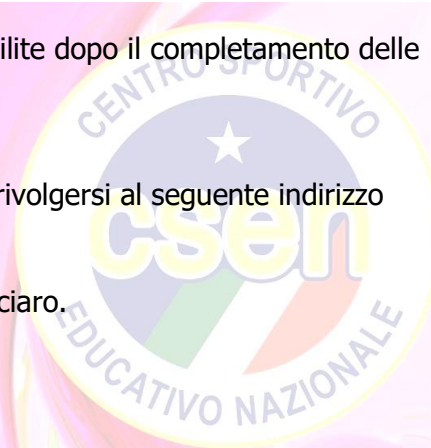 ilite dopo il completamento delle
rivolgersi al seguente indirizzo
ciaro.
CENTRO SPORTIVO
csen
EDUCATIVO NAZIONALE